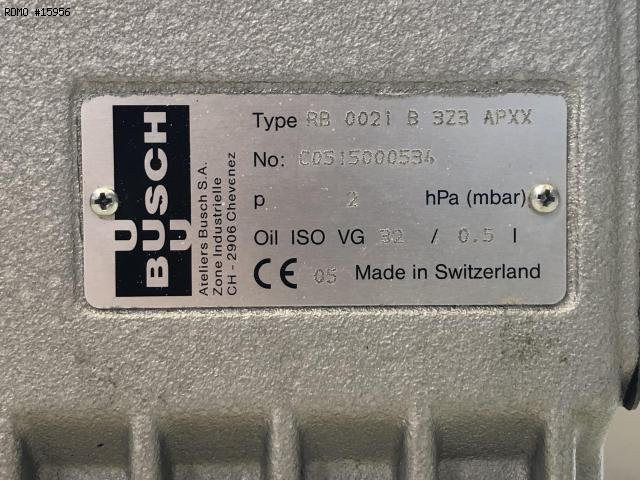 RDMO #15956
U
BUSCH
U
Ateliers Busch S.A.
Zone Industrielle
CH - 2906 Chevenez
Type RB 0021 B 3Z3 APXX
No: C0515000534
p 2 hPa (mbar)
Oil ISO VG 32 / 0.5 l
CE 05 Made in Switzerland